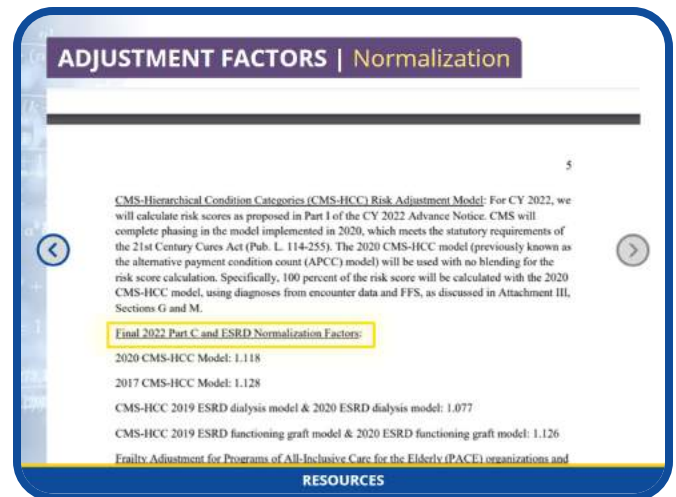 ADJUSTMENT FACTORS | Normalization
5
CMS-Hierarchical Condition Categories (CMS-HCC) Risk Adjustment Model: For CY 2022, we
will calculate risk scores as proposed in Part I of the CY 2022 Advance Notice. CMS will
complete phasing in the model implemented in 2020, which meets the statutory requirements of
the 21st Century Cures Act (Pub. L. 114-255). The 2020 CMS-HCC model (previously known as
the alternative payment condition count (APCC) model) will be used with no blending for the
risk score calculation. Specifically, 100 percent of the risk score will be calculated with the 2020
CMS-HCC model, using diagnoses from encounter data and FFS, as discussed in Attachment III,
Sections G and M.
Final 2022 Part C and ESRD Normalization Factors:
2020 CMS-HCC Model: 1.118
2017 CMS-HCC Model: 1.128
CMS-HCC 2019 ESRD dialysis model & 2020 ESRD dialysis model: 1.077
CMS-HCC 2019 ESRD functioning graft model & 2020 ESRD functioning graft model: 1.126
Frailty Adjustment for Programs of All-Inclusive Care for the Elderly (PACE) organizations and
RESOURCES